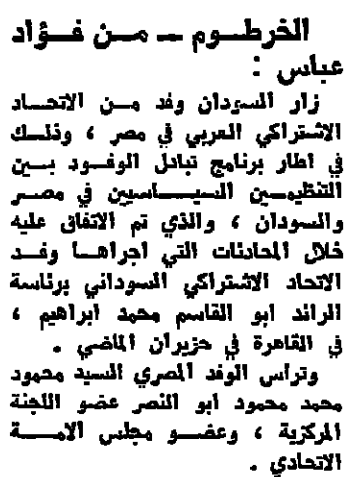 الخرطوم — من فؤاد
عباس :
زار السودان وفد من الاتحاد
الاشتراكي العربي في مصر ، وذلك
في اطار برنامج تبادل الوفود بين
التنظيمين السياسيين في مصر
والسودان ، والذي تم الاتفاق عليه
خلال المحادثات التي اجراها وفد
الاتحاد الاشتراكي السوداني برئاسة
الرائد ابو القاسم محمد ابراهيم ،
في القاهرة في حزيران الماضي .
وترأس الوفد المصري السيد محمود
محمد محمود ابو النصر عضو اللجنة
المركزية ، وعضو مجلس الامة
الاتحادي .